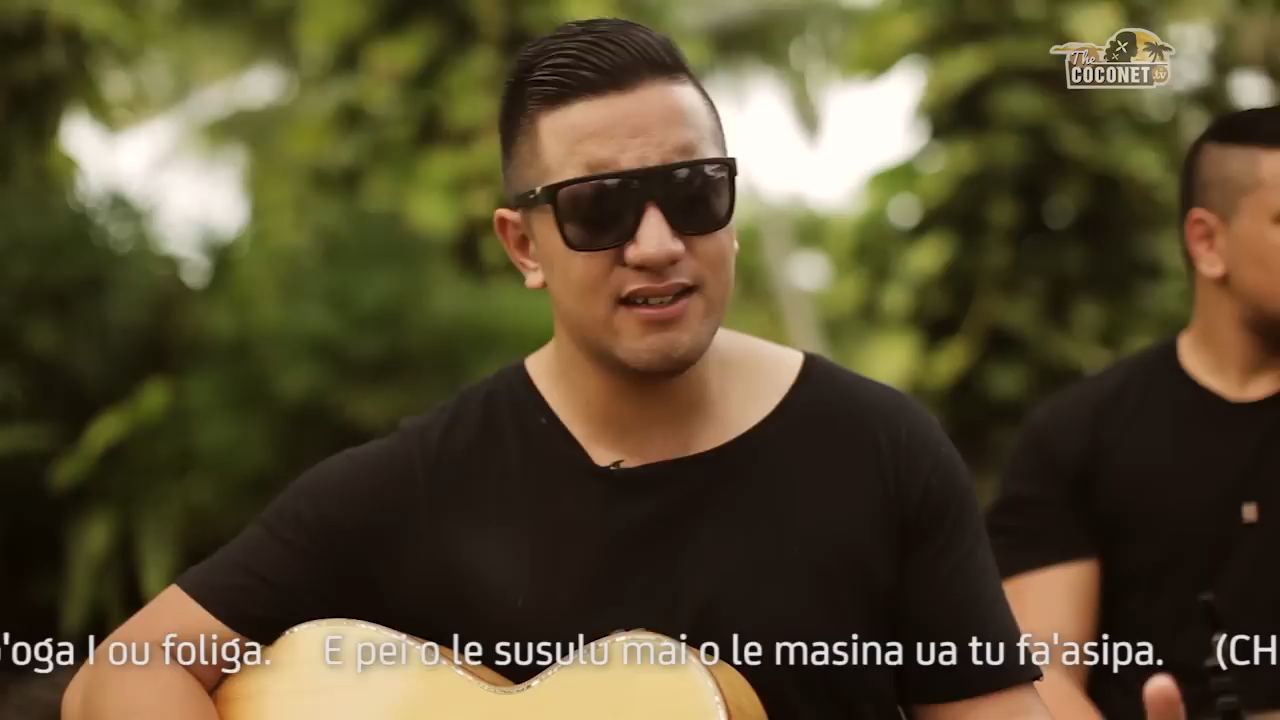 The
COCONET.tv
'oga I ou foliga. E pei o le susulu mai o le masina ua tu fa'asipa. (CH